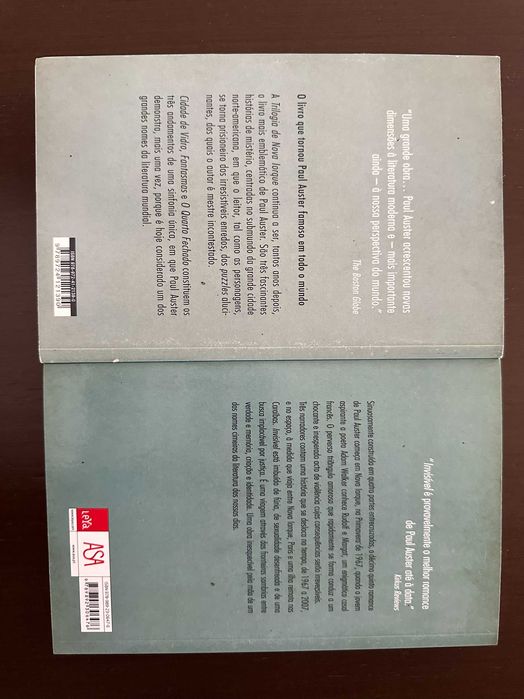 "Uma grande obra... Paul Auster acrescentou novas
dimensões à literatura moderna e — mais importante
ainda — à nossa perspectiva do mundo."
The Boston Globe
O livro que tornou Paul Auster famoso em todo o mundo
A Trilogia de Nova Iorque continua a ser, tantos anos depois,
o livro mais emblemático de Paul Auster. São três fascinantes
histórias de mistério, centradas no submundo da grande cidade
norte-americana, em que o leitor, tal como as personagens,
se torna prisioneiro dos irresistíveis enredos, dos puzzles aluci-
nantes, dos quais o autor é mestre incontestado.
Cidade de Vidro, Fantasmas e O Quarto Fechado constituem os
três andamentos de uma sinfonia única, em que Paul Auster
demonstra, mais uma vez, porque é hoje considerado um dos
grandes nomes da literatura mundial.
"Invisível é provavelmente o melhor romance
de Paul Auster até à data."
Kirkus Reviews
Sinuosamente construído em quatro partes entrecruzadas, o décimo quinto romance
de Paul Auster começa em Nova Iorque, na Primavera de 1967, quando o jovem
aspirante a poeta Adam Walker conhece Rudolf e Margot, um enigmático casal
francês. O perverso triângulo amoroso que rapidamente se forma conduz a um
chocante e inesperado acto de violência cujas consequências serão irreversíveis.
Três narradores contam uma história que se desloca no tempo, de 1967 a 2007,
e no espaço, à medida que viaja entre Nova Iorque, Paris e uma ilha remota nas
Caraíbas. Invisível está imbuído de fúria, de sexualidade desenfreada e de uma
busca implacável por justiça. É uma viagem através das fronteiras sombrias entre
verdade e memória, criação e identidade. Uma obra inesquecível pela mão de um
dos nomes cimeiros da literatura dos nossos dias.
LeYa
ASA